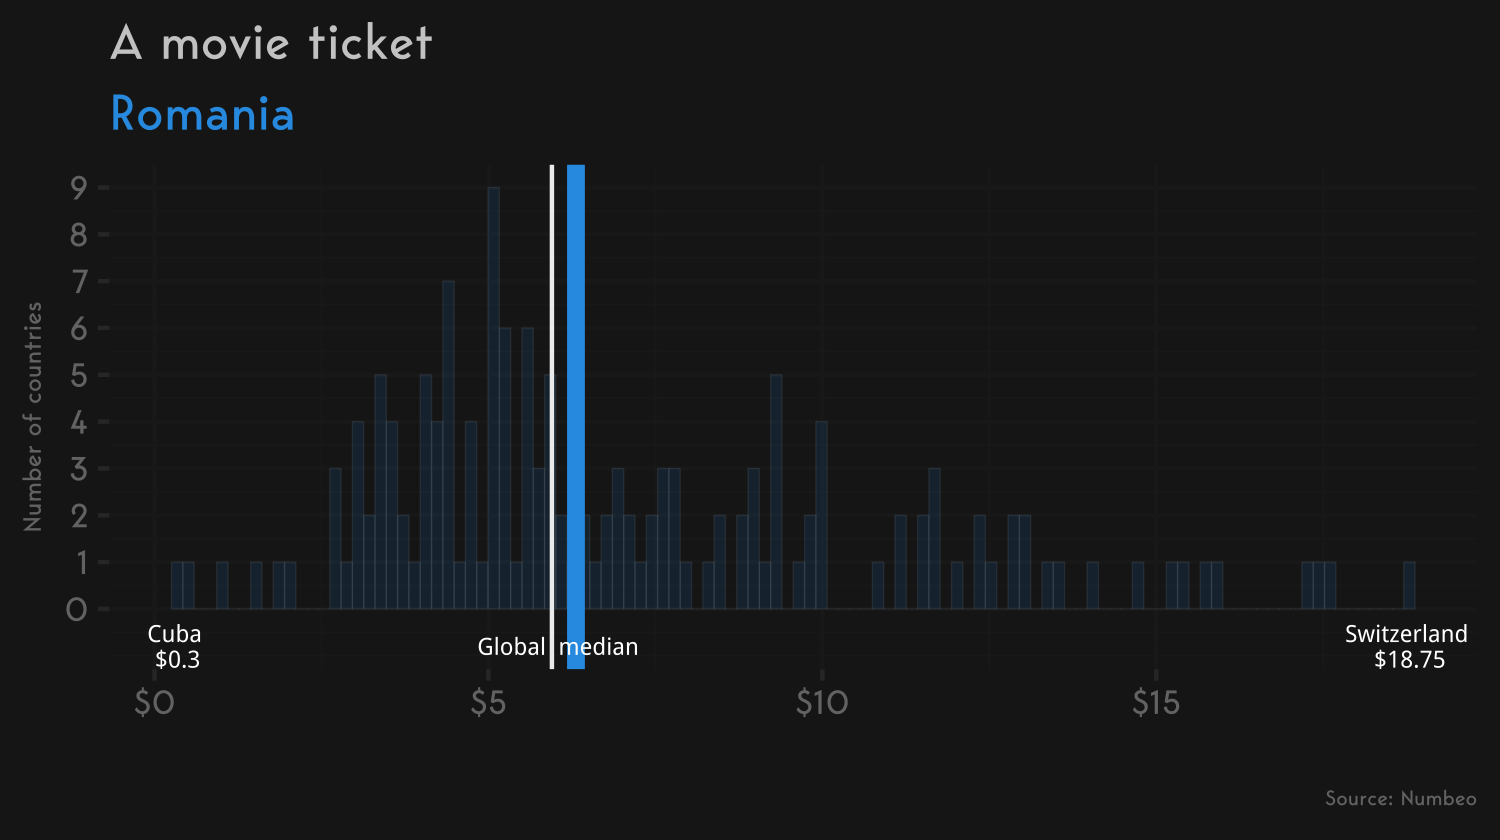 A movie ticket
Romania
Number of countries
9
8
7
6
5
4
3
2
1
0
Cuba
$0.3
Global median
Switzerland
$18.75
$0 $5 $10 $15
Source: Numbeo